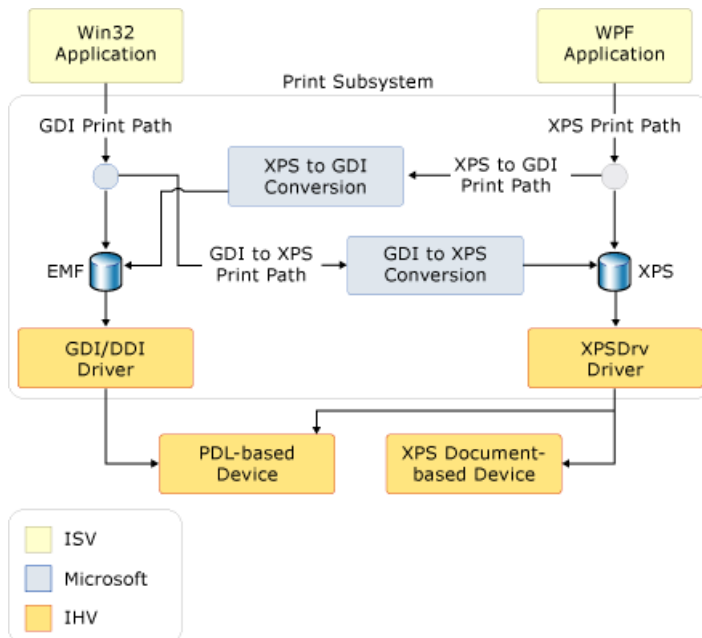 Win32
Application
WPF
Application
Print Subsystem
GDI Print Path
XPS Print Path
XPS to GDI
Conversion
XPS to GDI
Print Path
EMF
GDI to XPS
Print Path
GDI to XPS
Conversion
XPS
GDI/DDI
Driver
XPSDrv
Driver
PDL-based
Device
XPS Document-
based Device
ISV
Microsoft
IHV